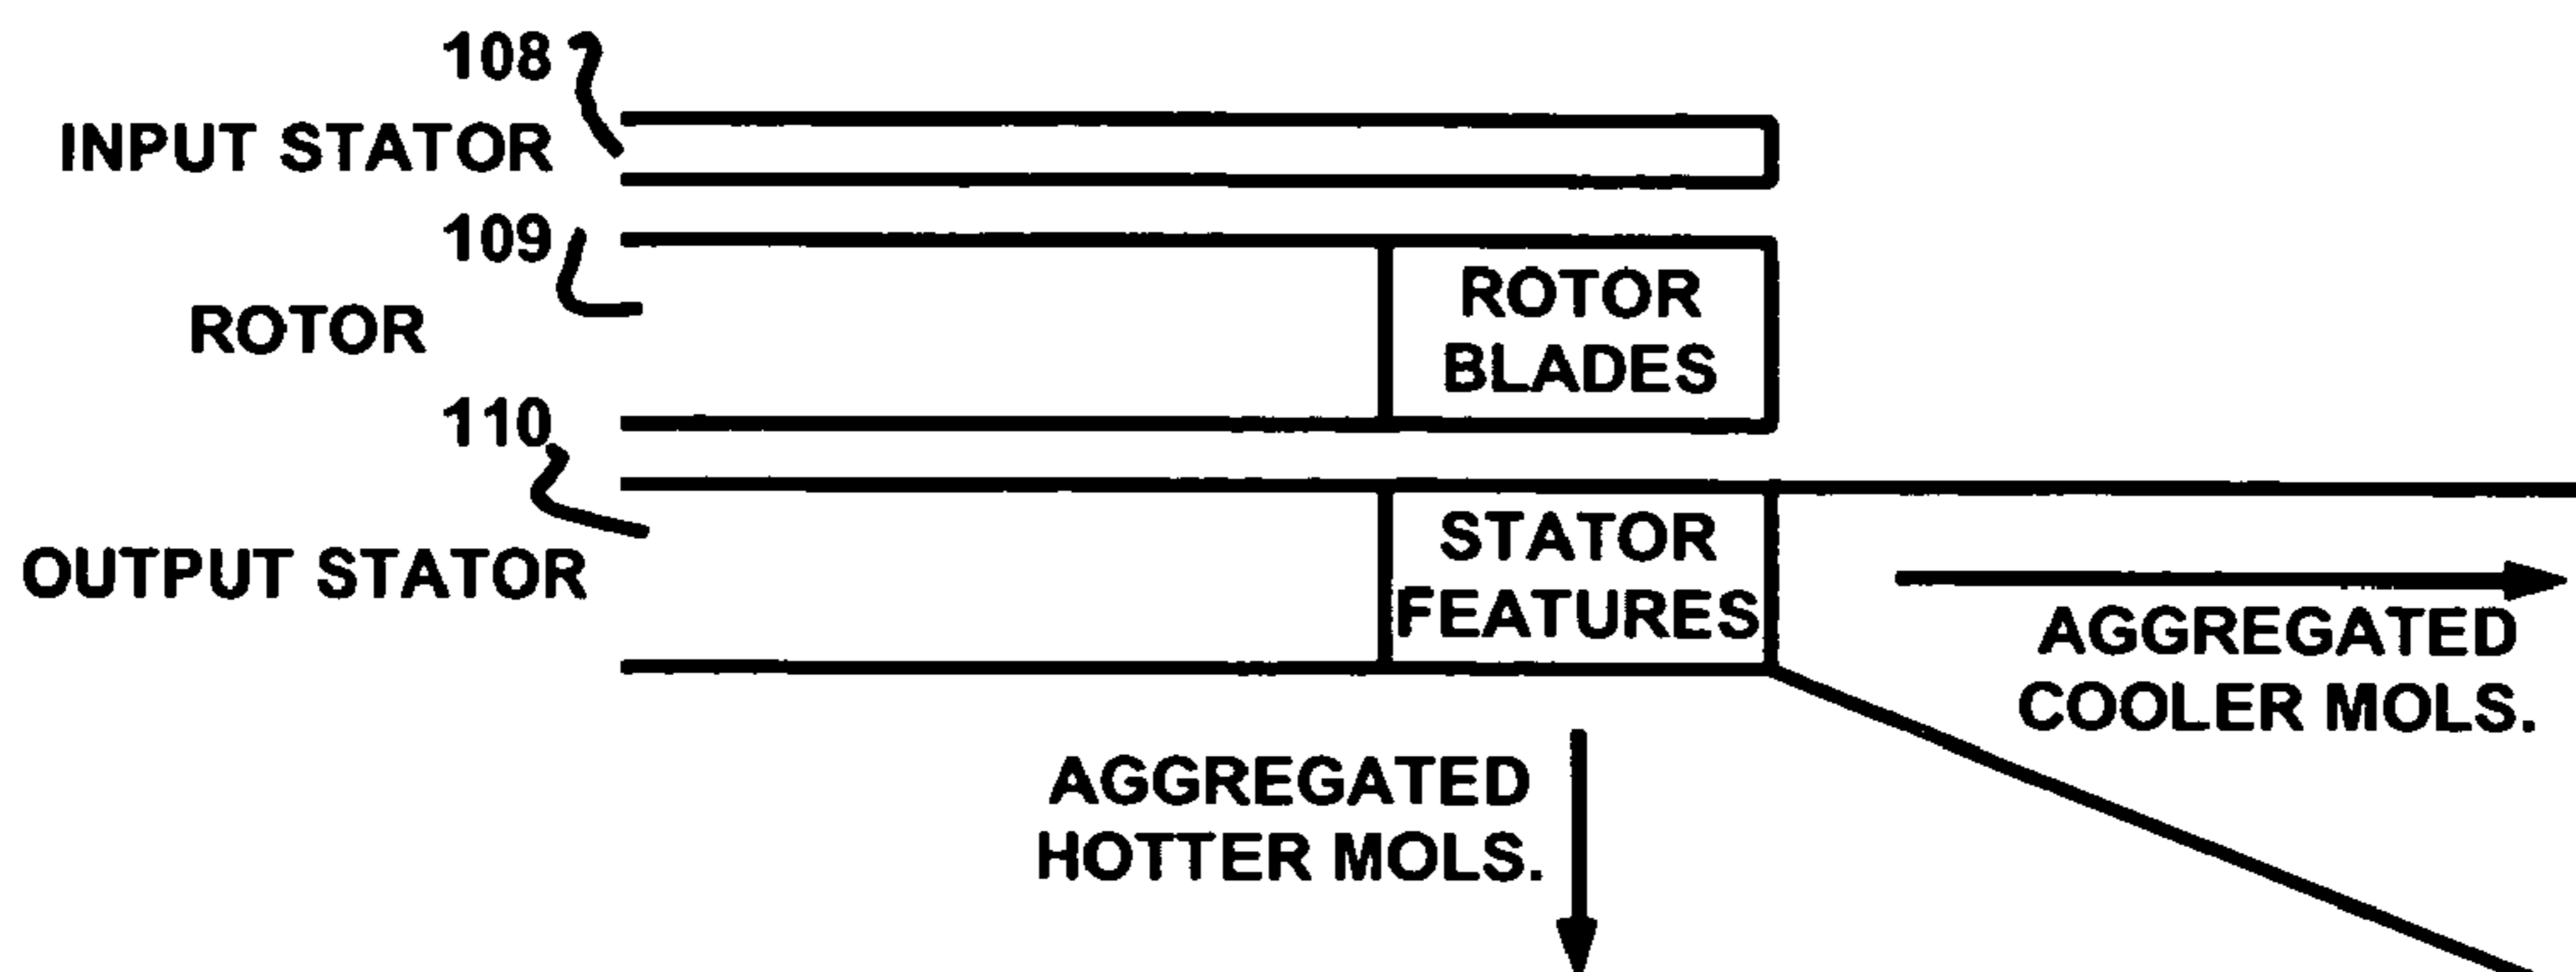 108
INPUT STATOR
109
ROTOR
ROTOR
BLADES
110
OUTPUT STATOR
STATOR
FEATURES
AGGREGATED
COOLER MOLS.
AGGREGATED
HOTTER MOLS.